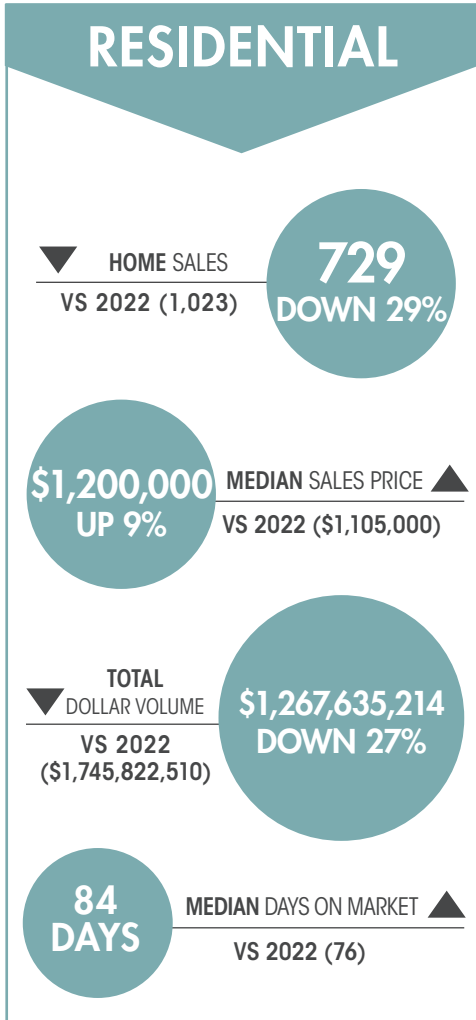 RESIDENTIAL
HOME SALES
VS 2022 (1,023)
729
DOWN 29%
$1,200,000
UP 9%
MEDIAN SALES PRICE
VS 2022 ($1,105,000)
TOTAL
DOLLAR VOLUME
VS 2022
($1,745,822,510)
$1,267,635,214
DOWN 27%
84
DAYS
MEDIAN DAYS ON MARKET
VS 2022 (76)